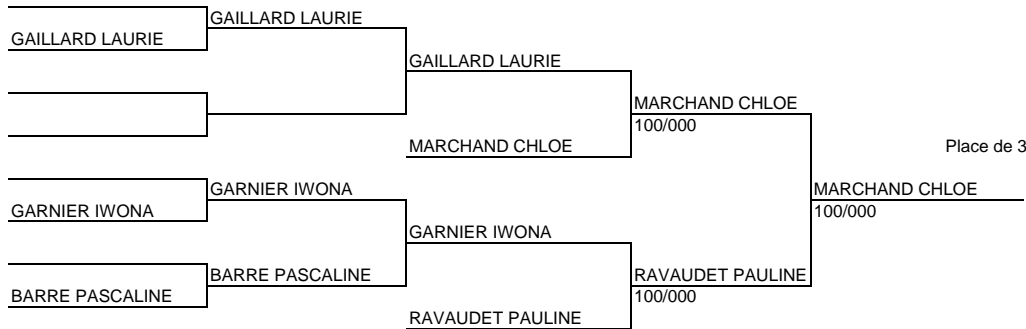 GAILLARD LAURIE
GAILLARD LAURIE
GAILLARD LAURIE
MARCHAND CHLOE
100/000
MARCHAND CHLOE
Place de 3
GARNIER IWONA
MARCHAND CHLOE
GARNIER IWONA
100/000
GARNIER IWONA
BARRE PASCALINE
RAVAUDET PAULINE
BARRE PASCALINE
100/000
RAVAUDET PAULINE